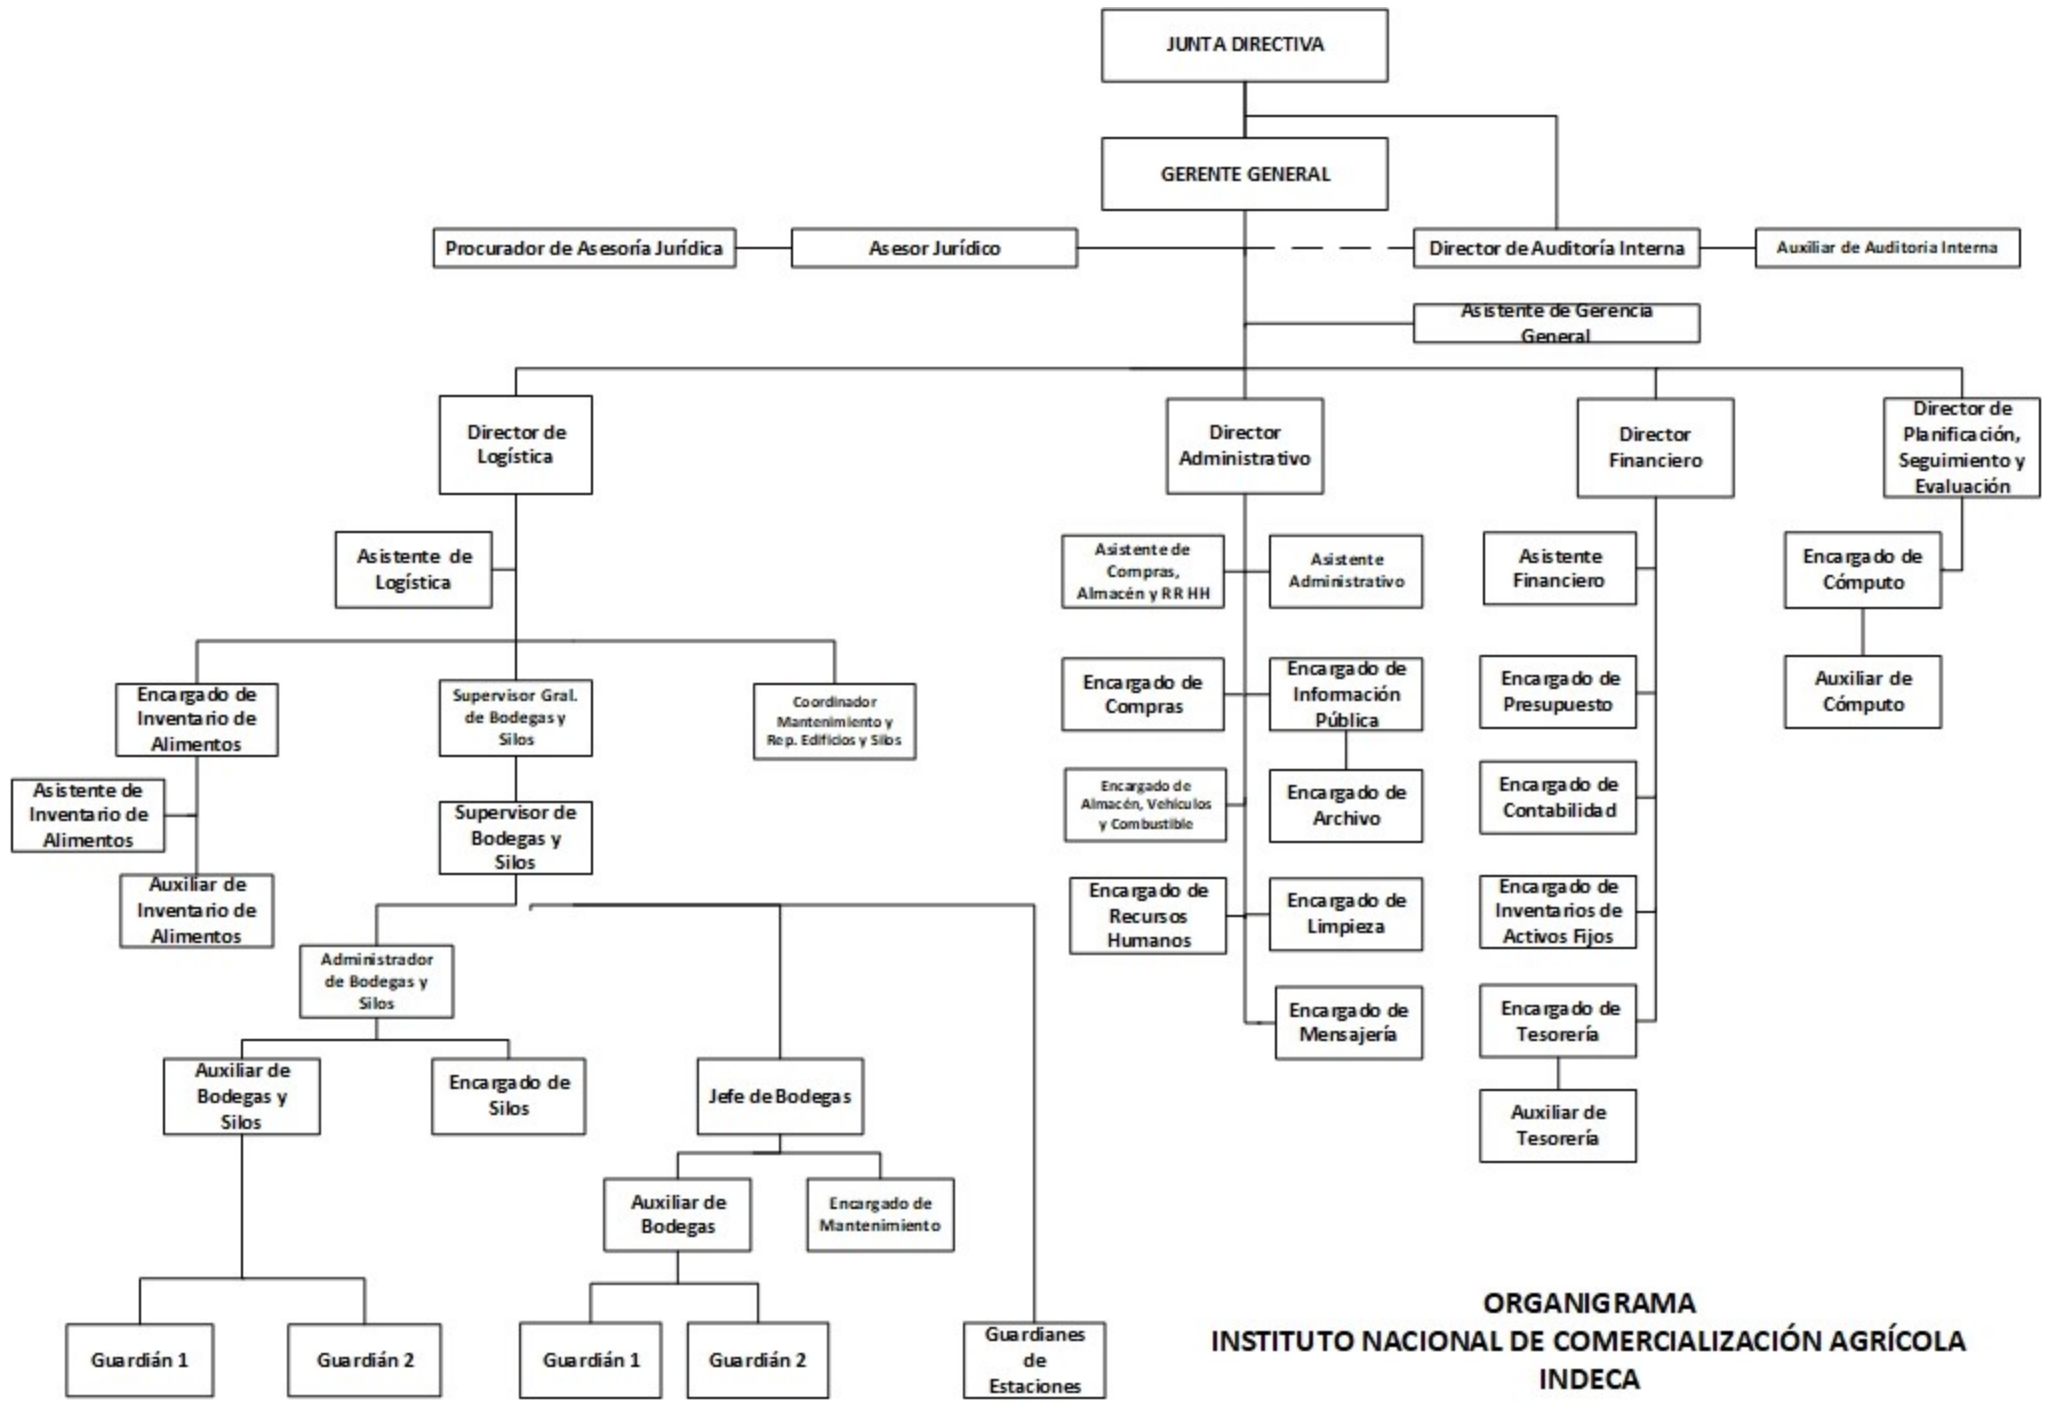 JUNTA DIRECTIVA
GERENTE GENERAL
Procurador de Asesoría Jurídica
Asesor Jurídico
Director de Auditoría Interna
Auxiliar de Auditoría Interna
Asistente de Gerencia
General
Director de
Logística
Director
Administrativo
Director
Financiero
Director de
Planificación,
Seguimiento y
Evaluación
Asistente de
Logística
Asistente de
Compras,
Almacén y RR HH
Asistente
Administrativo
Asistente
Financiero
Encargado de
Cómputo
Encargado de
Inventario de
Alimentos
Supervisor Gral.
de Bodegas y
Silos
Coordinador
Mantenimiento y
Rep. Edificios y Silos
Encargado de
Compras
Encargado de
Información
Pública
Encargado de
Presupuesto
Auxiliar de
Cómputo
Asistente de
Inventario de
Alimentos
Supervisor de
Bodegas y
Silos
Encargado de
Almacén, Vehículos
y Combustible
Encargado de
Archivo
Encargado de
Contabilidad
Auxiliar de
Inventario de
Alimentos
Encargado de
Recursos
Humanos
Encargado de
Limpieza
Encargado de
Inventarios de
Activos Fijos
Administrador
de Bodegas y
Silos
Encargado de
Mensajería
Encargado de
Tesorería
Auxiliar de
Bodegas y
Silos
Encargado de
Silos
Jefe de Bodegas
Auxiliar de
Tesorería
Auxiliar de
Bodegas
Encargado de
Mantenimiento
Guardián 1
Guardián 2
Guardián 1
Guardián 2
Guardianes
de
Estaciones
ORGANIGRAMA
INSTITUTO NACIONAL DE COMERCIALIZACIÓN AGRÍCOLA
INDECA